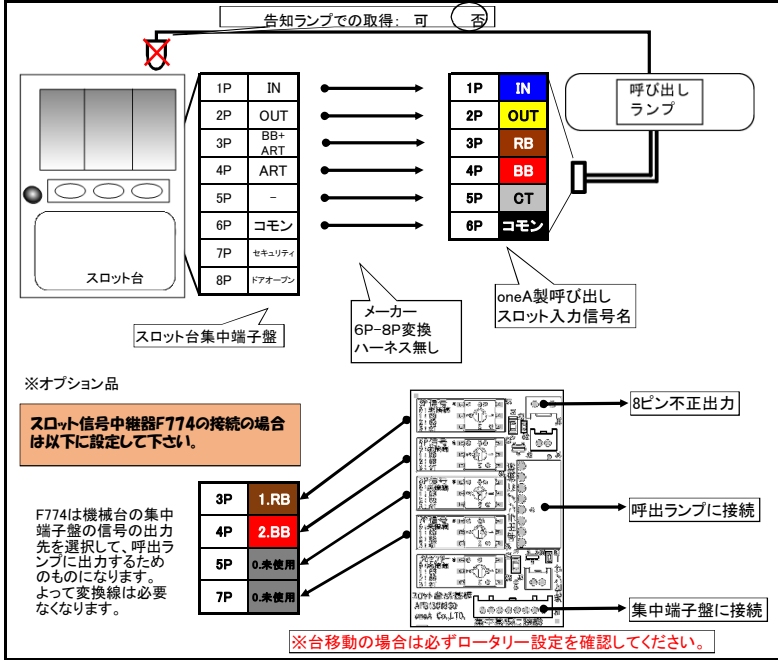 告知ランプでの取得: 可 否
1P IN
2P OUT
3P BB+
ART
4P ART
5P -
6P コモン
7P セキュリティ
8P ドアオープン
1P IN
2P OUT
3P RB
4P BB
5P CT
6P コモン
呼び出し
ランプ
スロット台
スロット台集中端子盤
メーカー
6P-8P変換
ハーネス無し
oneA製呼び出し
スロット入力信号名
※オプション品
スロット信号中継器F774の接続の場合
は以下に設定して下さい。
F774は機械台の集中
端子盤の信号の出力
先を選択して、呼出ラ
ンプに出力するため
のものになります。
よって変換線は必要
なくなります。
3P 1.RB
4P 2.BB
5P 0.未使用
7P 0.未使用
8ピン不正出力
呼出ランプに接続
集中端子盤に接続
※台移動の場合は必ずロータリー設定を確認してください。